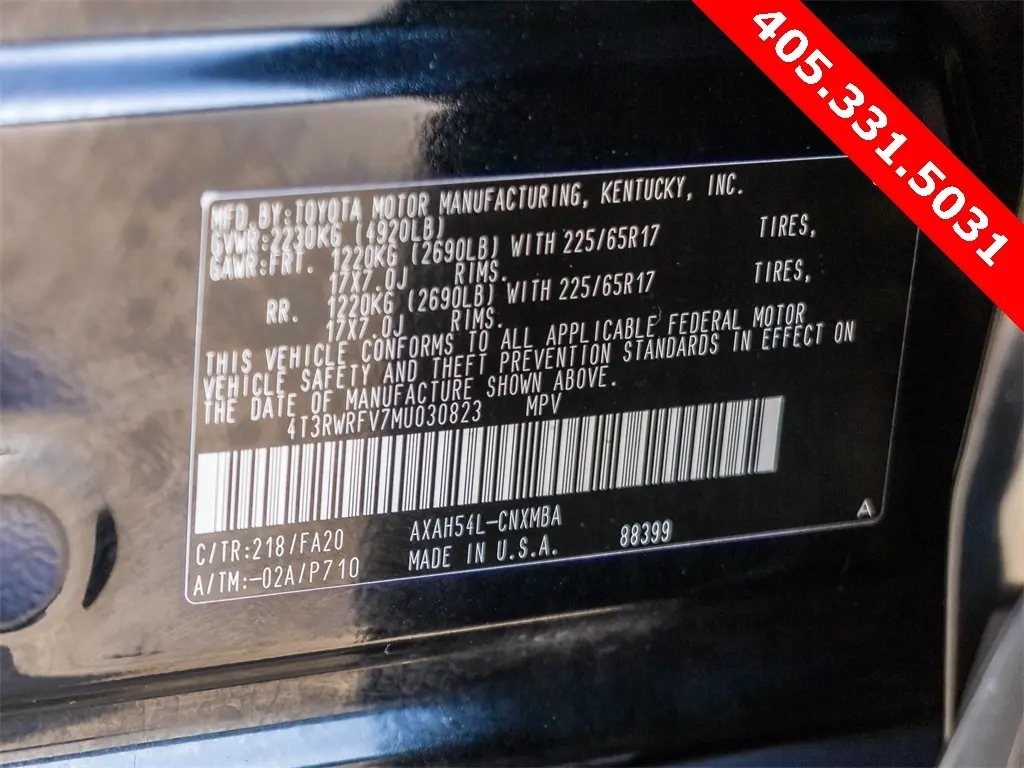 405.331.5031
MFD. BY:TOYOTA MOTOR MANUFACTURING, KENTUCKY, INC.
GVWR:2230KG (4920LB)
GAWR:FRT. 1220KG (2690LB) WITH 225/65R17 TIRES,
17X7.0J RIMS.
RR. 1220KG (2690LB) WITH 225/65R17 TIRES,
17X7.0J RIMS.
THIS VEHICLE CONFORMS TO ALL APPLICABLE FEDERAL MOTOR
VEHICLE SAFETY AND THEFT PREVENTION STANDARDS IN EFFECT ON
THE DATE OF MANUFACTURE SHOWN ABOVE.
4T3RWRFV7MU030823 MPV
C/TR:218/FA20 AXAH54L-CNXMBA
A/TM:-02A/P710 MADE IN U.S.A. 88399 A